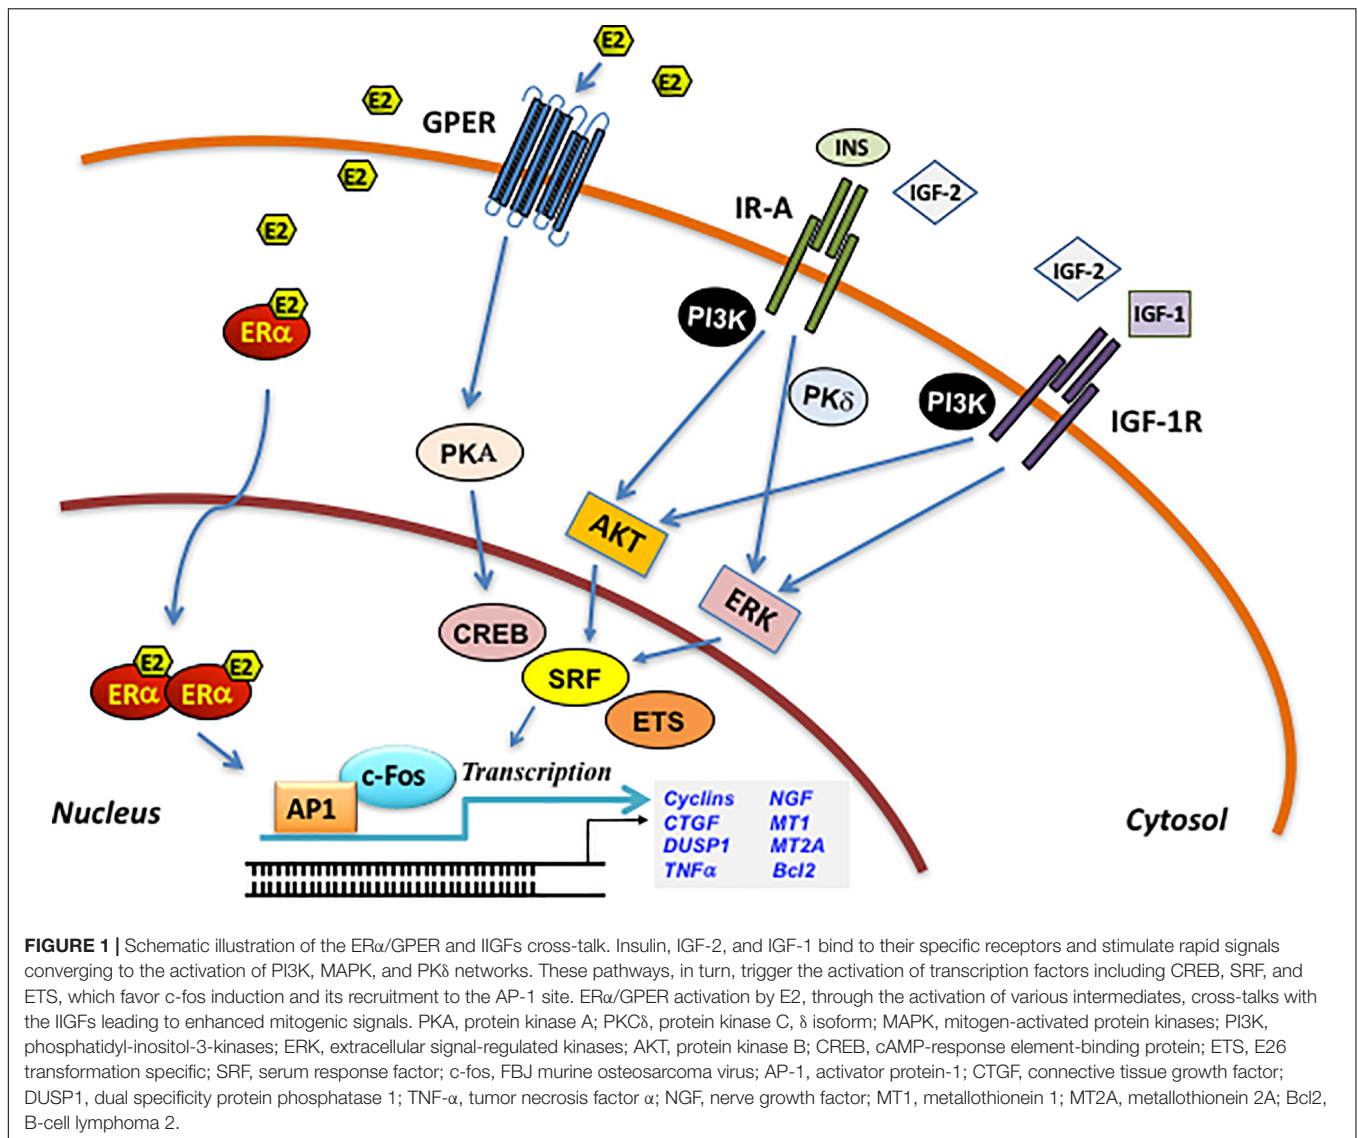 E2
E2
E2
GPER
INS
E2
IGF-2
IR-A
E2
IGF-2
E2
PI3K
IGF-1
ERα
PKδ
PI3K
IGF-1R
PKA
AKT
ERK
CREB
E2
E2
SRF
ERα
ERα
ETS
c-Fos
Transcription
AP1
Nucleus
Cytosol
Cyclins NGF
CTGF MT1
DUSP1 MT2A
TNFα Bcl2
FIGURE 1 | Schematic illustration of the ERα/GPER and IIGFs cross-talk. Insulin, IGF-2, and IGF-1 bind to their specific receptors and stimulate rapid signals
converging to the activation of PI3K, MAPK, and PKδ networks. These pathways, in turn, trigger the activation of transcription factors including CREB, SRF, and
ETS, which favor c-fos induction and its recruitment to the AP-1 site. ERα/GPER activation by E2, through the activation of various intermediates, cross-talks with
the IIGFs leading to enhanced mitogenic signals. PKA, protein kinase A; PKCδ, protein kinase C, δ isoform; MAPK, mitogen-activated protein kinases; PI3K,
phosphatidyl-inositol-3-kinases; ERK, extracellular signal-regulated kinases; AKT, protein kinase B; CREB, cAMP-response element-binding protein; ETS, E26
transformation specific; SRF, serum response factor; c-fos, FBJ murine osteosarcoma virus; AP-1, activator protein-1; CTGF, connective tissue growth factor;
DUSP1, dual specificity protein phosphatase 1; TNF-α, tumor necrosis factor α; NGF, nerve growth factor; MT1, metallothionein 1; MT2A, metallothionein 2A; Bcl2,
B-cell lymphoma 2.